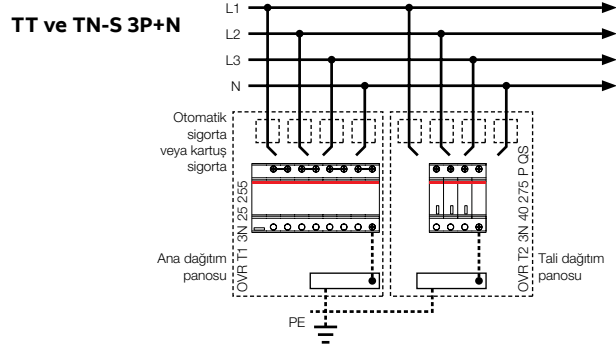 TT ve TN-S 3P+N
L1
L2
L3
N
Otomatik
sigorta
veya kartuş
sigorta
OVR T1 3N 25 255
OVR T2 3N 40 275 P QS
Ana dağıtım
panosu
Tali dağıtım
panosu
PE